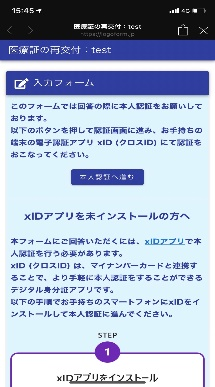 15:45
医療証の再交付：test
https://logoform.jp
医療証の再交付：test
入力フォーム
このフォームでは回答の際に本人認証をお願いして
おります。
以下のボタンを押して認証画面に進み、お手持ちの
端末の電子認証アプリ xID (クロスID) にて認証を
おこなってください。
本人認証へ進む
xIDアプリを未インストールの方へ
本フォームにご回答いただくには、xIDアプリで本
人認証を行う必要があります。
xID (クロスID) は、マイナンバーカードと連携す
ることで、より手軽に本人認証をすることができる
デジタル身分証アプリです。
以下の手順でお手持ちのスマートフォンにxIDをイ
ンストールして本人認証に進んでください。
STEP
1
xIDアプリをインストール